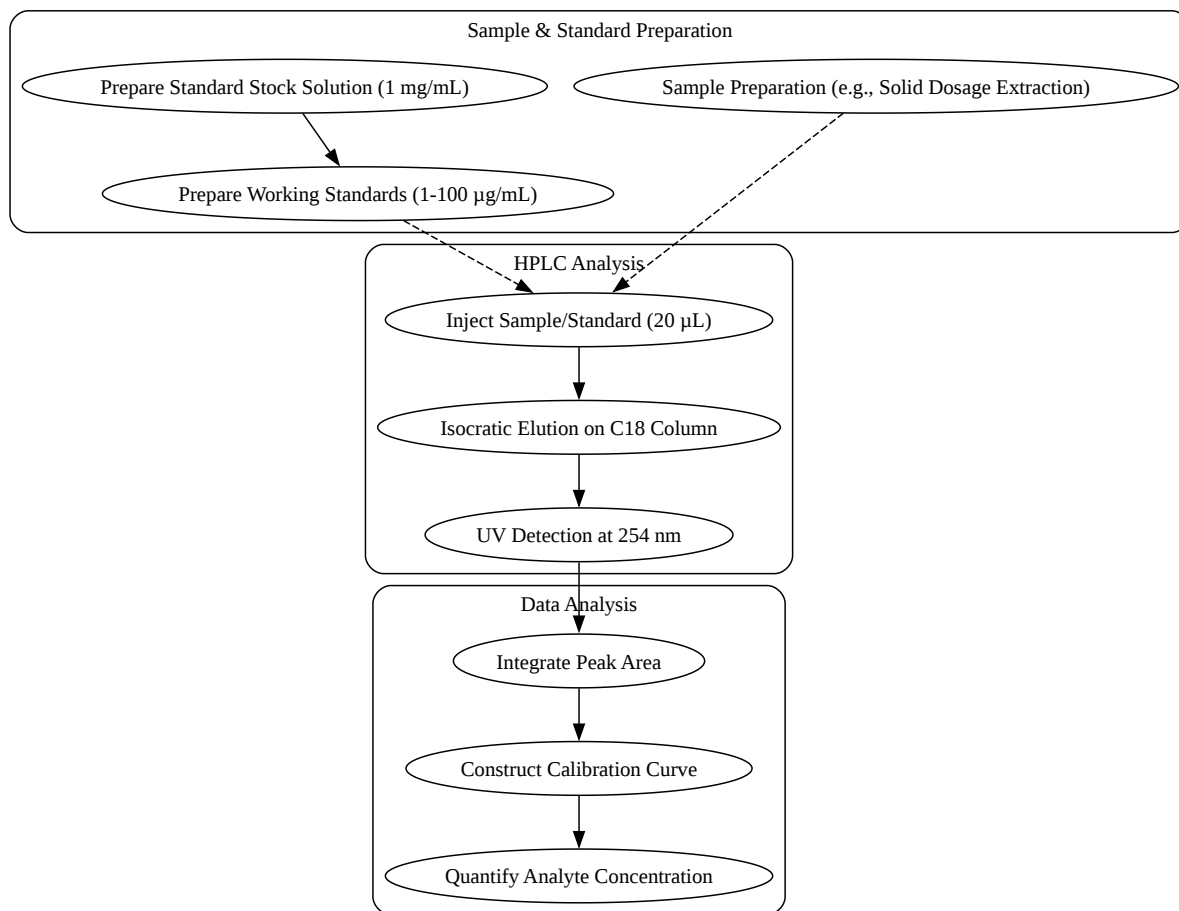 Sample & Standard Preparation
Prepare Standard Stock Solution (1 mg/mL)
Sample Preparation (e.g., Solid Dosage Extraction)
Prepare Working Standards (1-100 µg/mL)
HPLC Analysis
Inject Sample/Standard (20 µL)
Isocratic Elution on C18 Column
UV Detection at 254 nm
Data Analysis
Integrate Peak Area
Construct Calibration Curve
Quantify Analyte Concentration